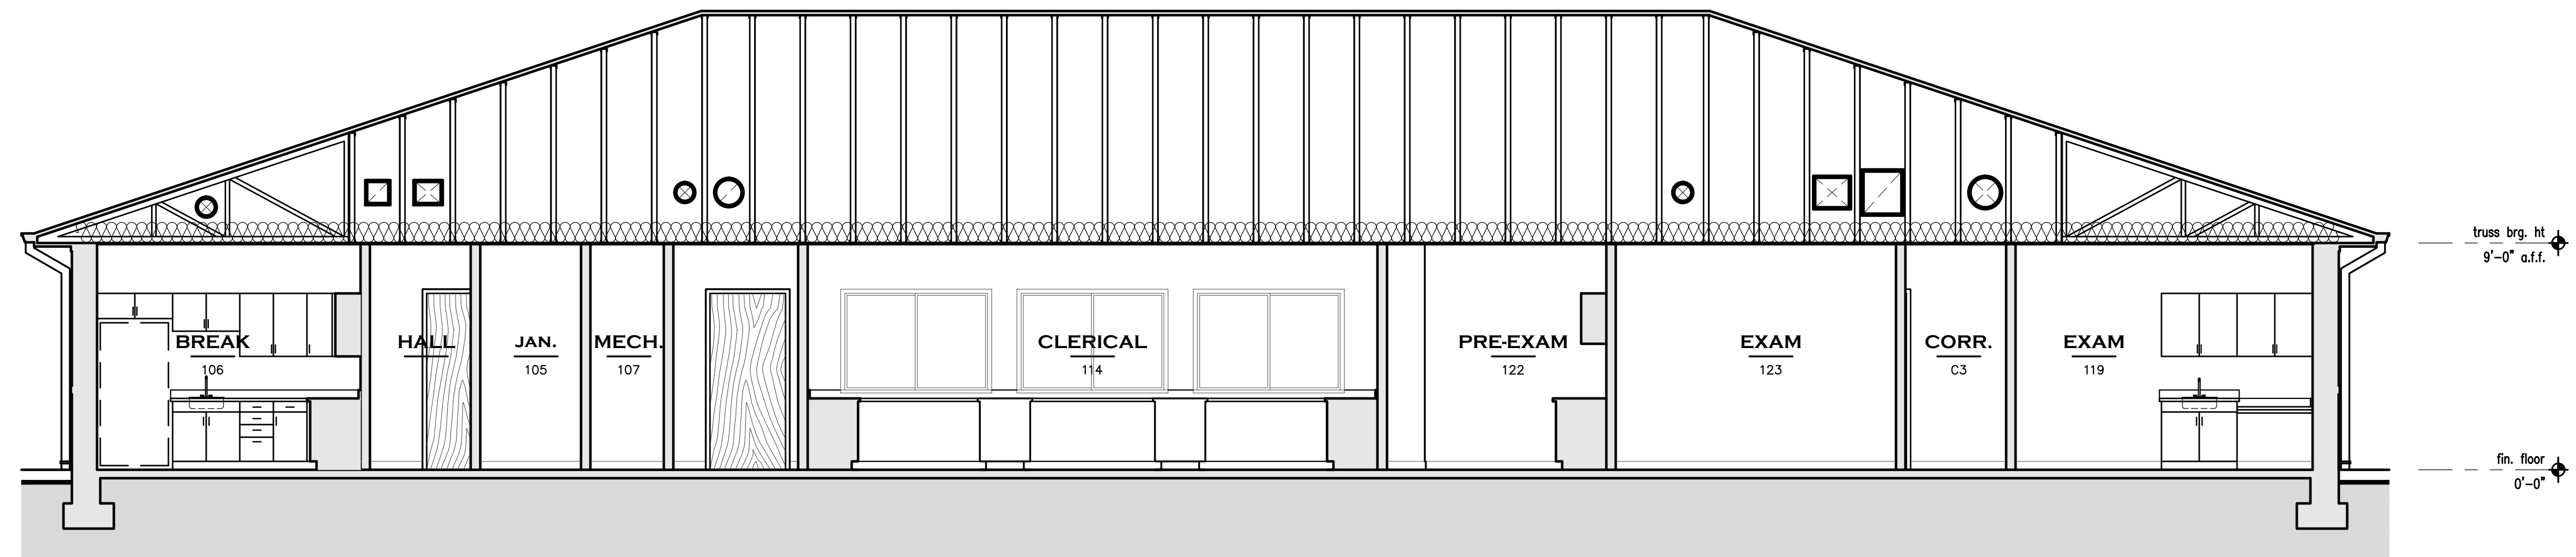 truss brg. ht
9'-0" a.f.f.
BREAK
106
HALL
JAN.
105
MECH.
107
CLERICAL
114
PRE-EXAM
122
EXAM
123
CORR.
C3
EXAM
119
fin. floor
0'-0"